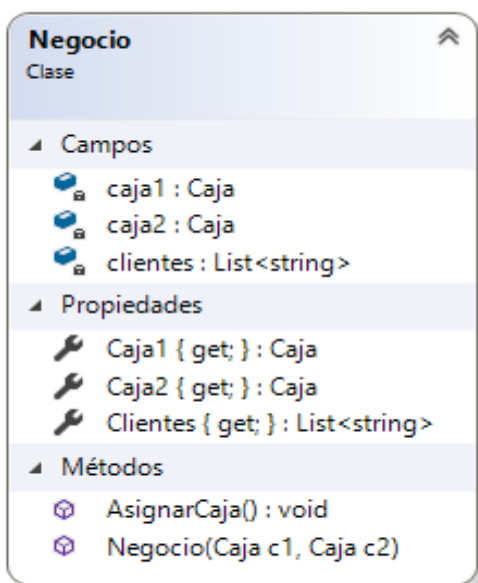 Negocio
Clase
Campos
caja1 : Caja
caja2 : Caja
clientes : List<string>
Propiedades
Caja1 { get; } : Caja
Caja2 { get; } : Caja
Clientes { get; } : List<string>
Métodos
AsignarCaja() : void
Negocio(Caja c1, Caja c2)